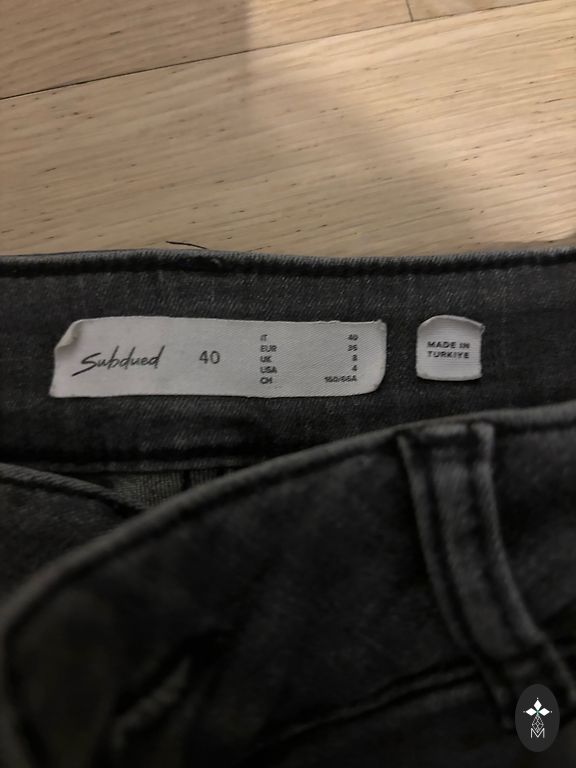 Subdued
40
IT 40
EUR 36
UK 8
USA 4
CH 160/66A
MADE IN
TURKIYE
M